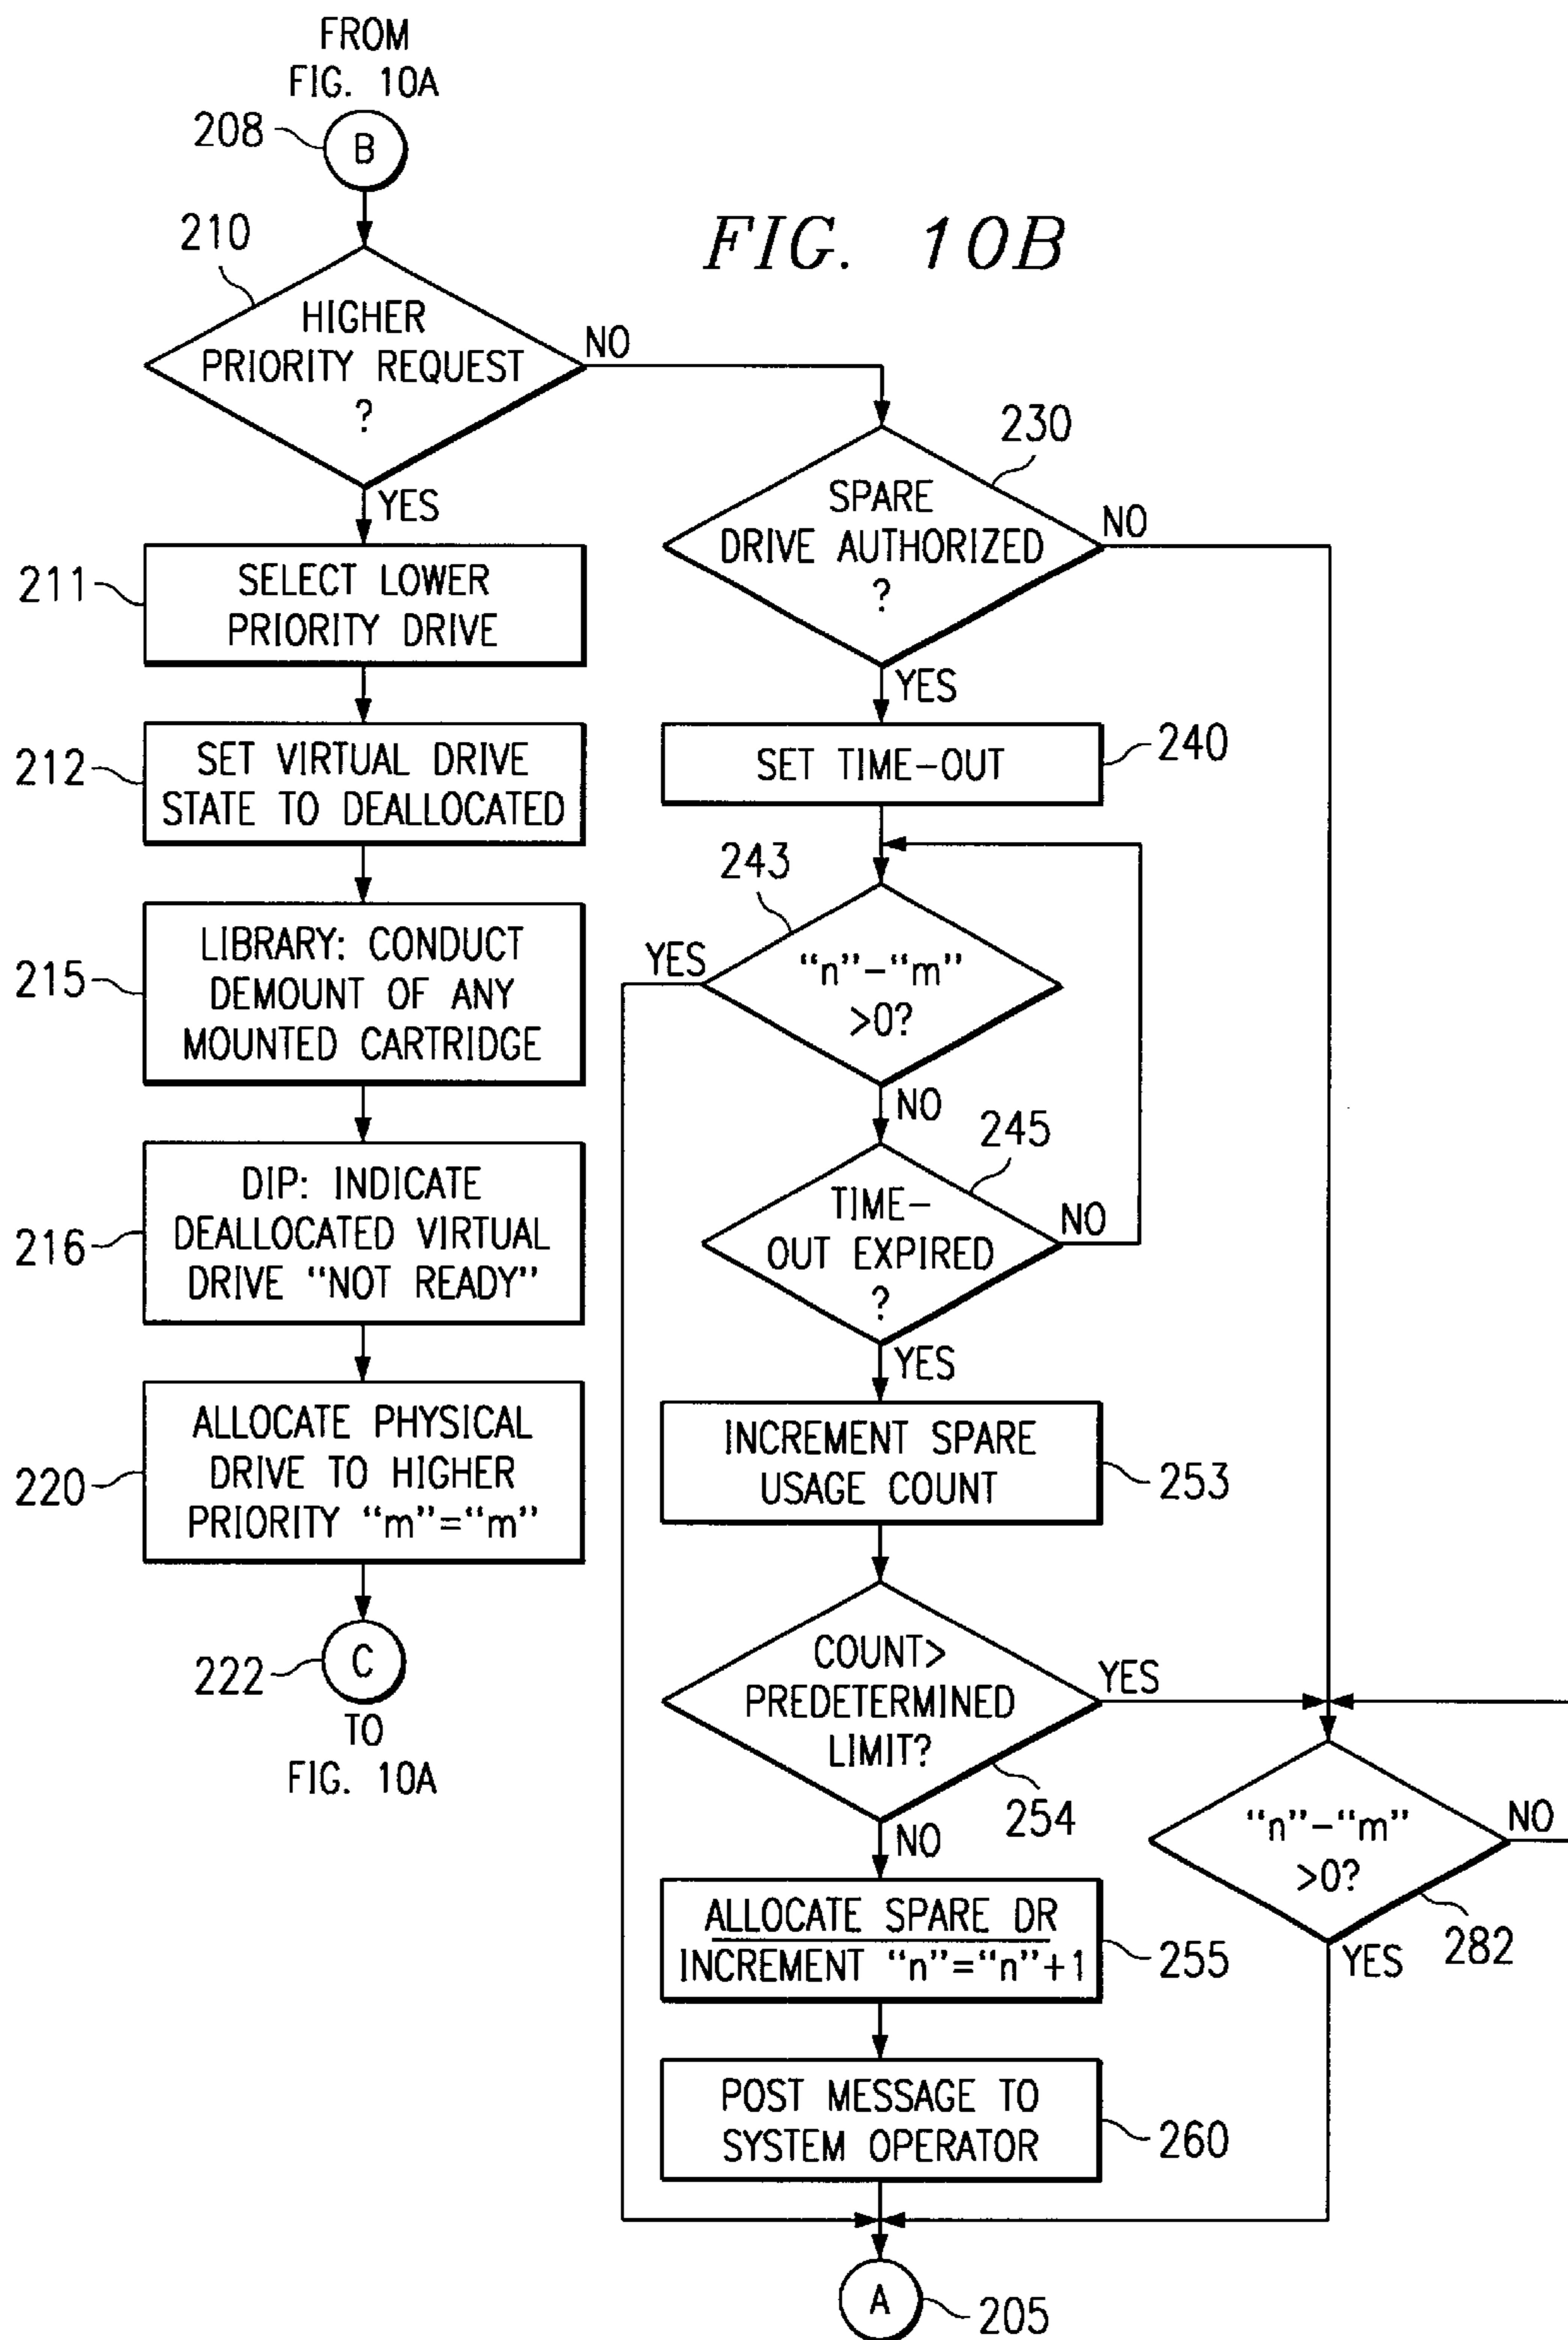 FROM
FIG. 10A
208
B
FIG. 10B
210
HIGHER
PRIORITY REQUEST
?
NO
YES
211
SELECT LOWER
PRIORITY DRIVE
212
SET VIRTUAL DRIVE
STATE TO DEALLOCATED
215
LIBRARY: CONDUCT
DEMOUNT OF ANY
MOUNTED CARTRIDGE
216
DIP: INDICATE
DEALLOCATED VIRTUAL
DRIVE “NOT READY”
220
ALLOCATE PHYSICAL
DRIVE TO HIGHER
PRIORITY “m”=“m”
222
C
TO
FIG. 10A
230
SPARE
DRIVE AUTHORIZED
?
NO
YES
SET TIME-OUT
240
243
YES
“n”-“m”
>0?
NO
245
TIME-
OUT EXPIRED
?
NO
YES
INCREMENT SPARE
USAGE COUNT
253
COUNT>
PREDETERMINED
LIMIT?
YES
254
NO
ALLOCATE SPARE DR
INCREMENT “n”=“n”+1
255
POST MESSAGE TO
SYSTEM OPERATOR
260
“n”-“m”
>0?
NO
282
YES
A
205